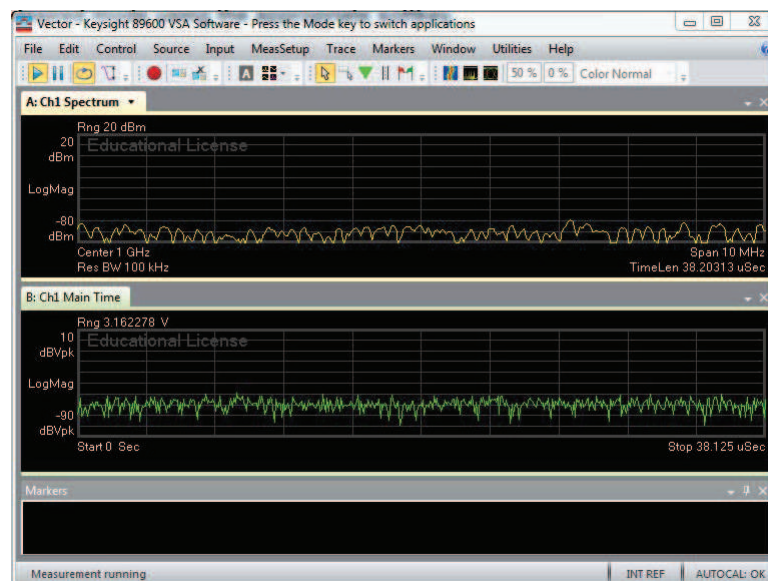 Vector - Keysight 89600 VSA Software - Press the Mode key to switch applications
File Edit Control Source Input MeasSetup Trace Markers Window Utilities Help
A 50 % 0 % Color Normal
A: Ch1 Spectrum
Rng 20 dBm
20
dBm
Educational License
LogMag
-80
dBm
Center 1 GHz Span 10 MHz
Res BW 100 kHz TimeLen 38.20313 uSec
B: Ch1 Main Time
Rng 3.162278 V
10
dBVpk
Educational License
LogMag
-90
dBVpk
Start 0 Sec Stop 38.125 uSec
Markers
Measurement running INT REF AUTOCAL: OK